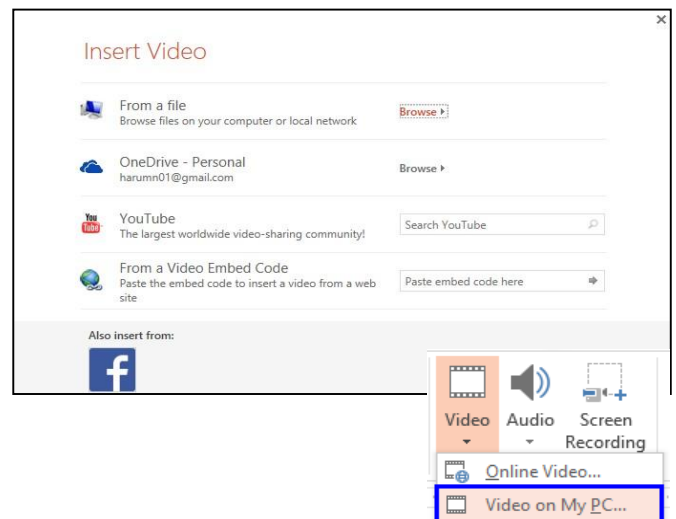 Insert Video
From a file
Browse files on your computer or local network
Browse
OneDrive - Personal
harumn01@gmail.com
Browse
You
Tube
YouTube
The largest worldwide video-sharing community!
Search YouTube
From a Video Embed Code
Paste the embed code to insert a video from a web
site
Paste embed code here
Also insert from:
f
Video Audio Screen
Recording
Online Video...
Video on My PC...